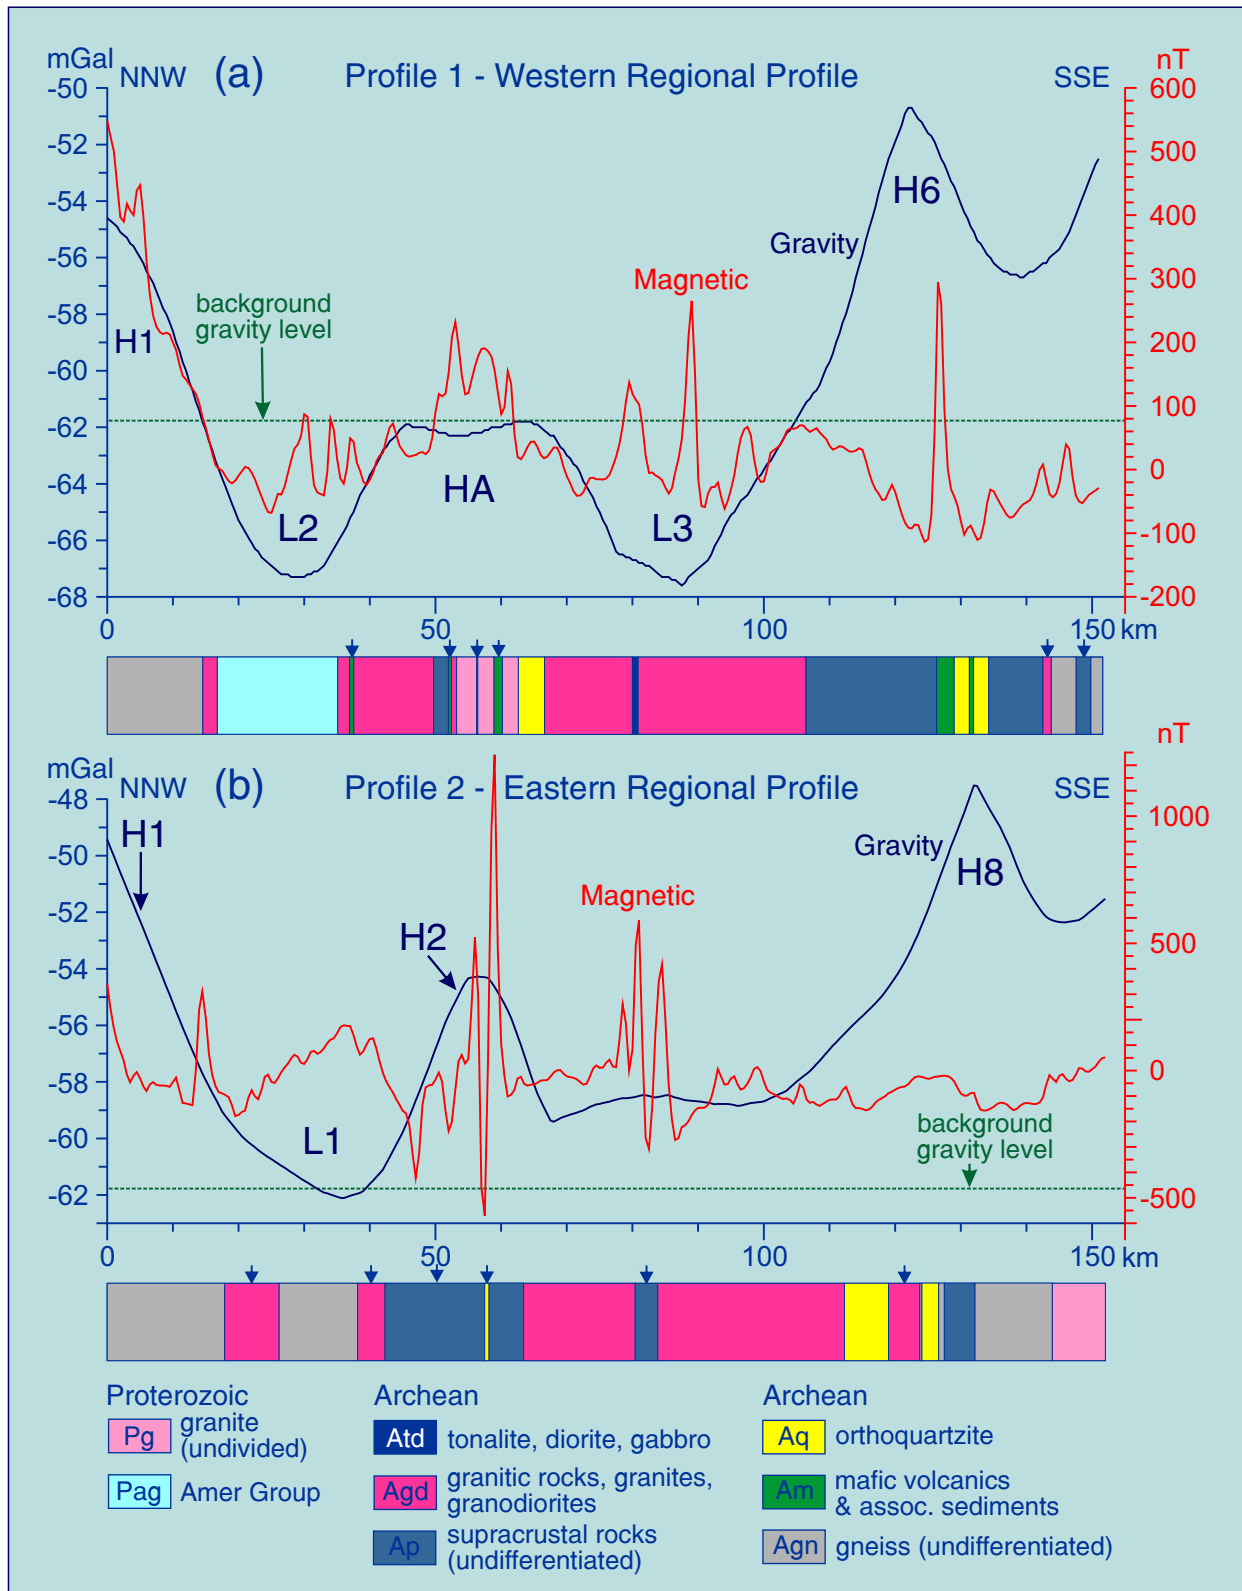 mGal
NNW
(a)
Profile 1 - Western Regional Profile
SSE
nT
-50
-52
-54
-56
-58
-60
-62
-64
-66
-68
600
500
400
300
200
100
0
-100
-200
H1
background
gravity level
L2
HA
Magnetic
L3
Gravity
H6
0
50
100
150 km
mGal
NNW
(b)
Profile 2 - Eastern Regional Profile
SSE
nT
-48
-50
-52
-54
-56
-58
-60
-62
1000
500
0
-500
H1
L1
H2
Magnetic
Gravity
H8
background
gravity level
0
50
100
150 km
Proterozoic
Pg
granite
(undivided)
Pag
Amer Group
Archean
Atd
tonalite, diorite, gabbro
Agd
granitic rocks, granites,
granodiorites
Ap
supracrustal rocks
(undifferentiated)
Archean
Aq
orthoquartzite
Am
mafic volcanics
& assoc. sediments
Agn
gneiss (undifferentiated)